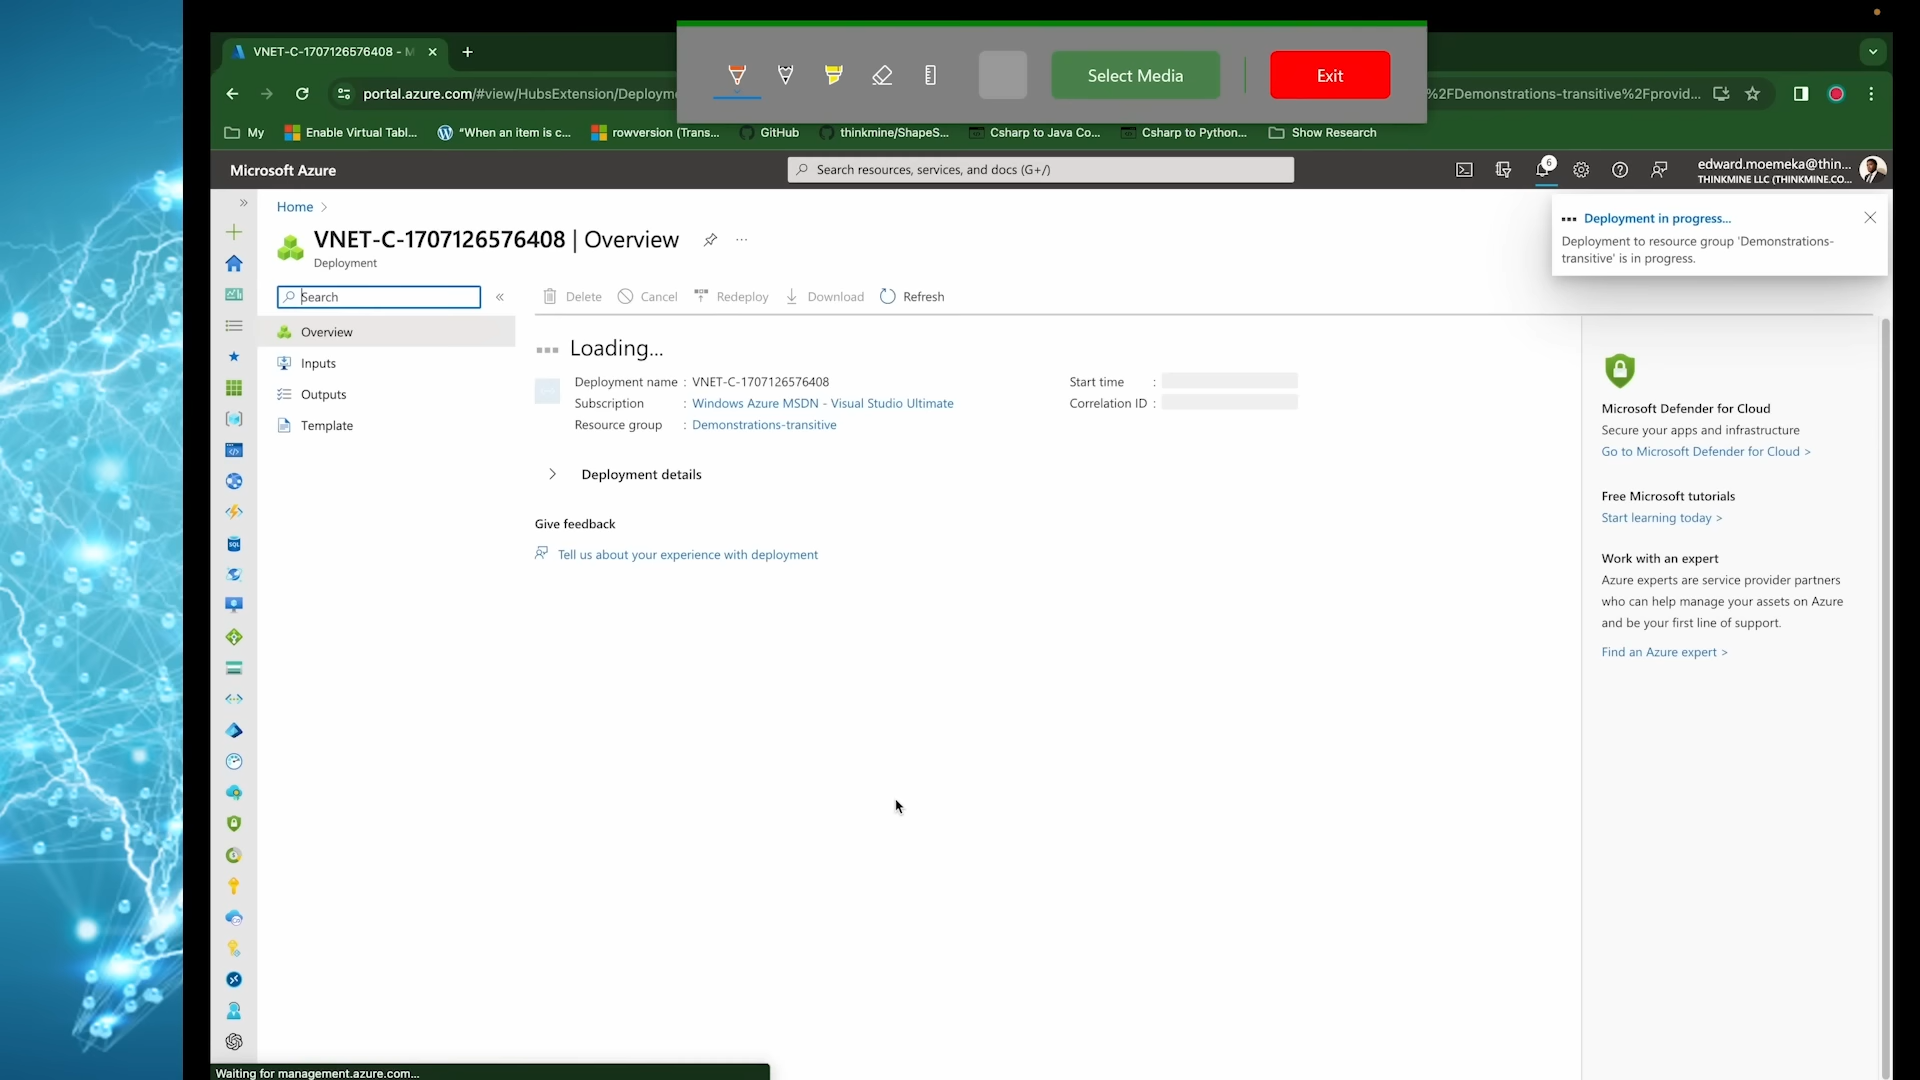 VNET-C-1707126576408 - M
Select Media
Exit
portal.azure.com/#view/HubsExtension/Deployme
%2FDemonstrations-transitive%2Fprovid...
My
Enable Virtual Tabl...
"When an item is c...
rowversion (Trans...
GitHub
thinkmine/ShapeS...
Csharp to Java Co...
Csharp to Python...
Show Research
Microsoft Azure
Search resources, services, and docs (G+/)
6
edward.moemeka@thin...
THINKMINE LLC (THINKMINE.CO...
Home
Deployment in progress...
Deployment to resource group 'Demonstrations-
transitive' is in progress.
VNET-C-1707126576408 | Overview
Deployment
Search
Delete
Cancel
Redeploy
Download
Refresh
Overview
Inputs
Outputs
Template
Loading...
Deployment name : VNET-C-1707126576408
Subscription : Windows Azure MSDN - Visual Studio Ultimate
Resource group : Demonstrations-transitive
Start time :
Correlation ID :
Deployment details
Give feedback
Tell us about your experience with deployment
Microsoft Defender for Cloud
Secure your apps and infrastructure
Go to Microsoft Defender for Cloud >
Free Microsoft tutorials
Start learning today >
Work with an expert
Azure experts are service provider partners
who can help manage your assets on Azure
and be your first line of support.
Find an Azure expert >
SQL
Waiting for management.azure.com...